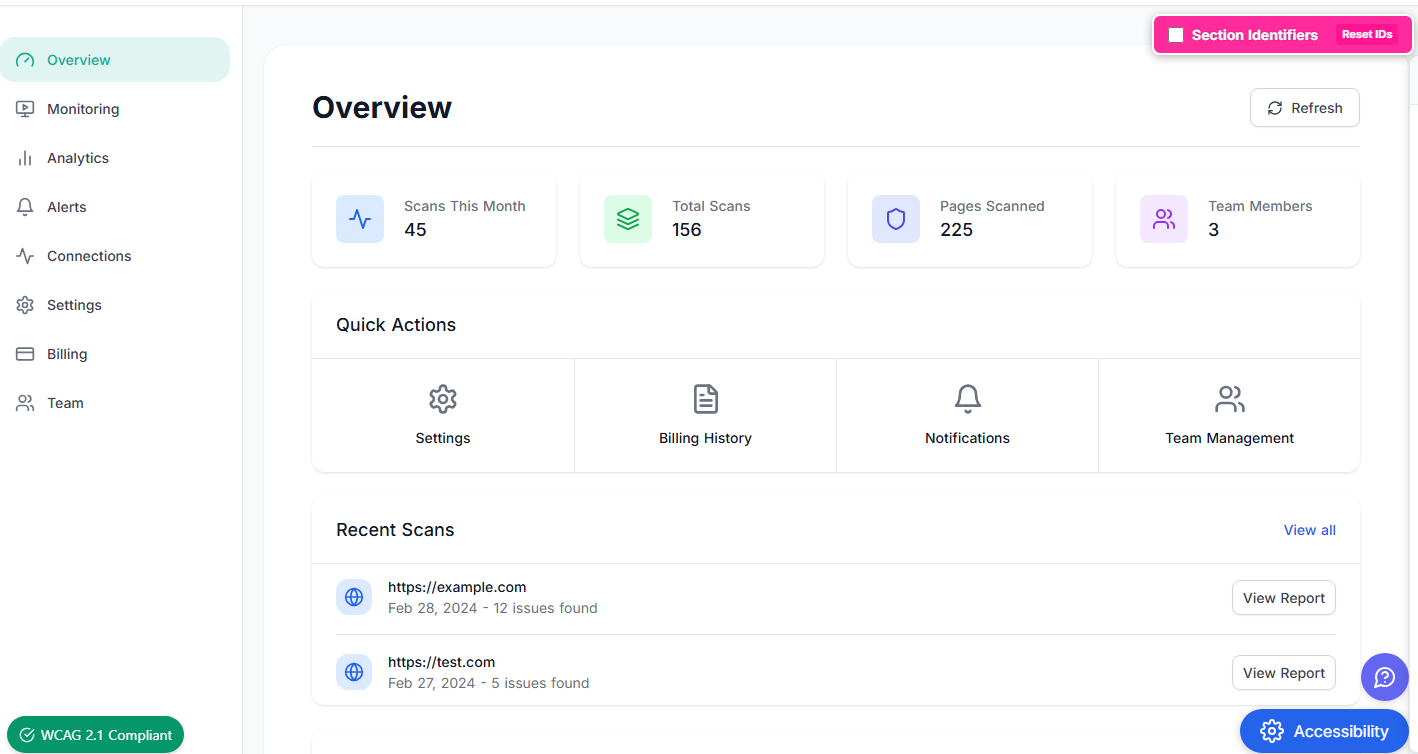 Section Identifiers Reset IDs
Overview
Monitoring
Analytics
Alerts
Connections
Settings
Billing
Team
WCAG 2.1 Compliant
Overview
Refresh
Scans This Month
45
Total Scans
156
Pages Scanned
225
Team Members
3
Quick Actions
Settings
Billing History
Notifications
Team Management
Recent Scans
View all
https://example.com
Feb 28, 2024 - 12 issues found
View Report
https://test.com
Feb 27, 2024 - 5 issues found
View Report
Accessibility